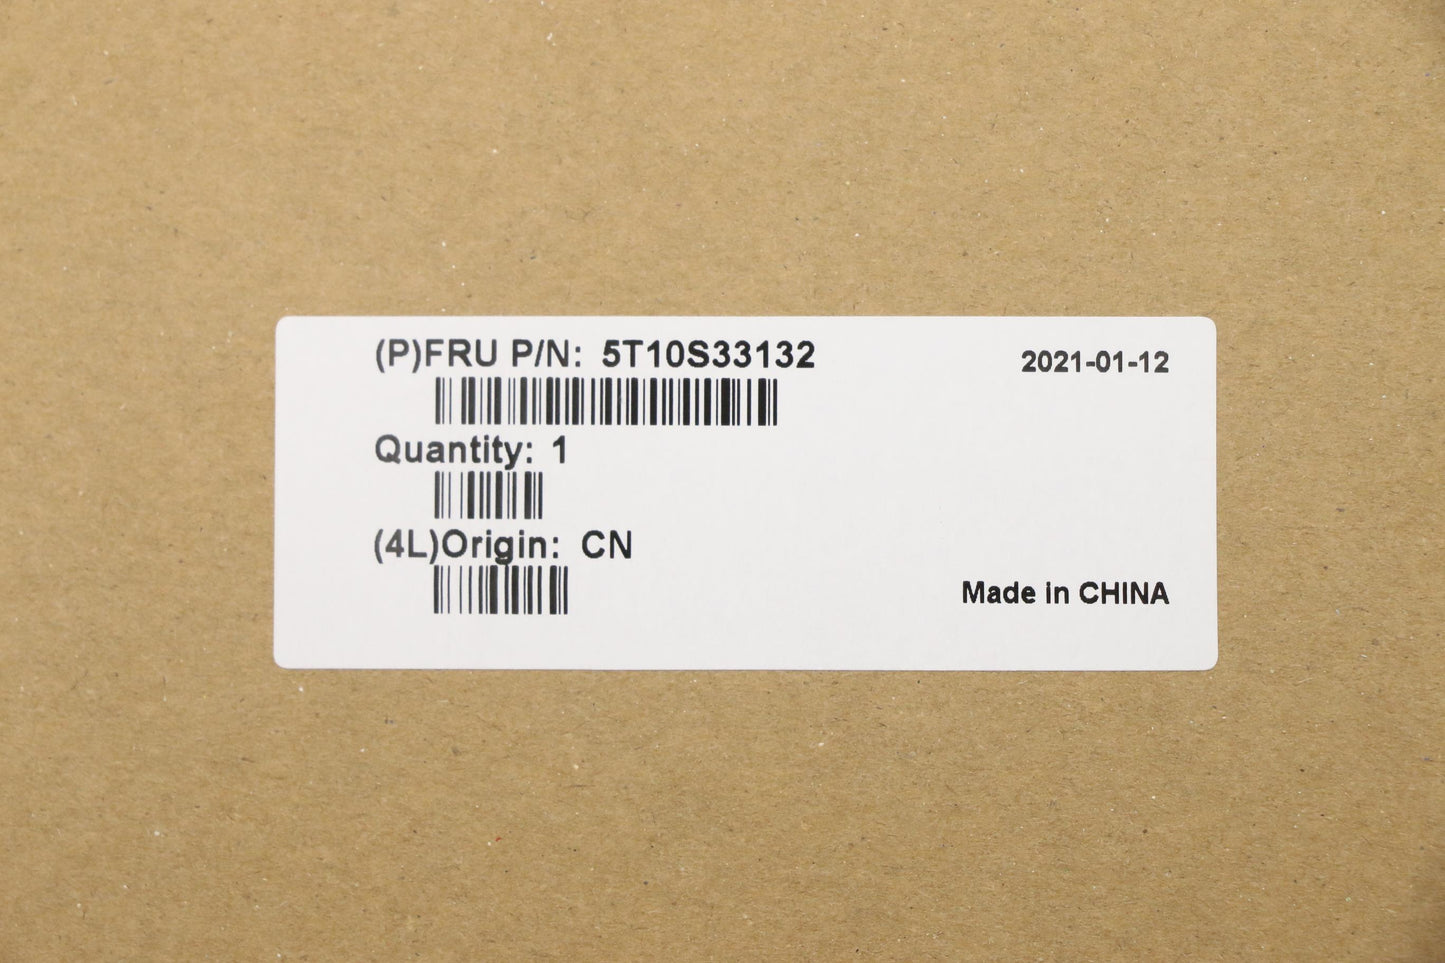 (P)FRU P/N: 5T10S33132
2021-01-12
Quantity: 1
(4L)Origin: CN
Made in CHINA